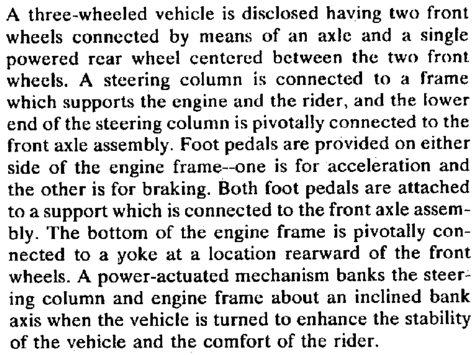 A three-wheeled vehicle is disclosed having two front
wheels connected by means of an axle and a single
powered rear wheel centered between the two front
wheels. A steering column is connected to a frame
which supports the engine and the rider, and the lower
end of the steering column is pivotally connected to the
front axle assembly. Foot pedals are provided on either
side of the engine frame--one is for acceleration and
the other is for braking. Both foot pedals are attached
to a support which is connected to the front axle assem-
bly. The bottom of the engine frame is pivotally con-
nected to a yoke at a location rearward of the front
wheels. A power-actuated mechanism banks the steer-
ing column and engine frame about an inclined bank
axis when the vehicle is turned to enhance the stability
of the vehicle and the comfort of the rider.